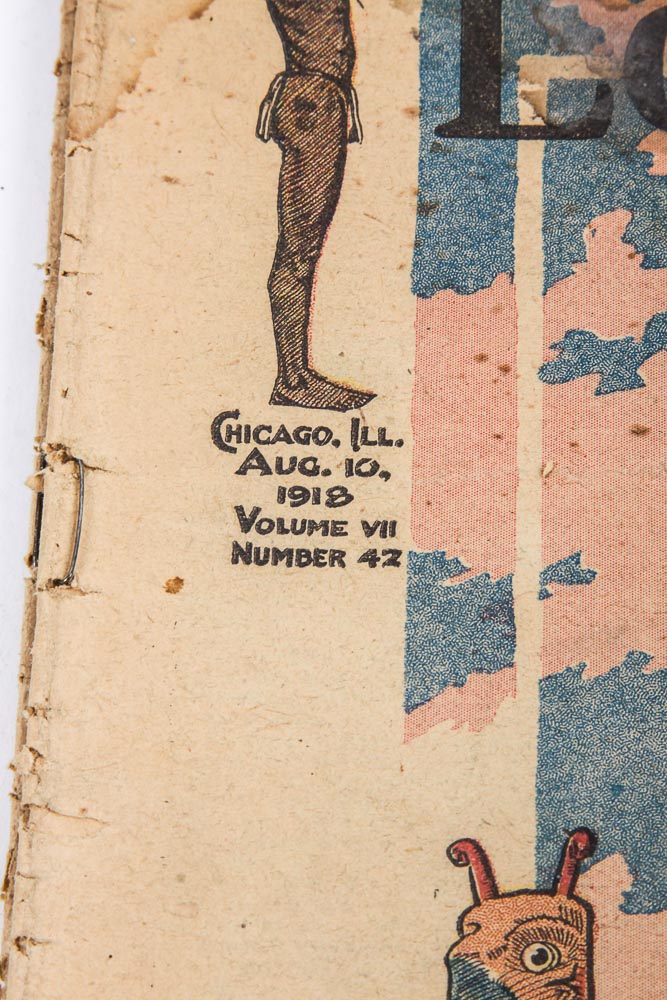 CHICAGO, ILL.
AUG. 10,
1918
VOLUME VII
NUMBER 42